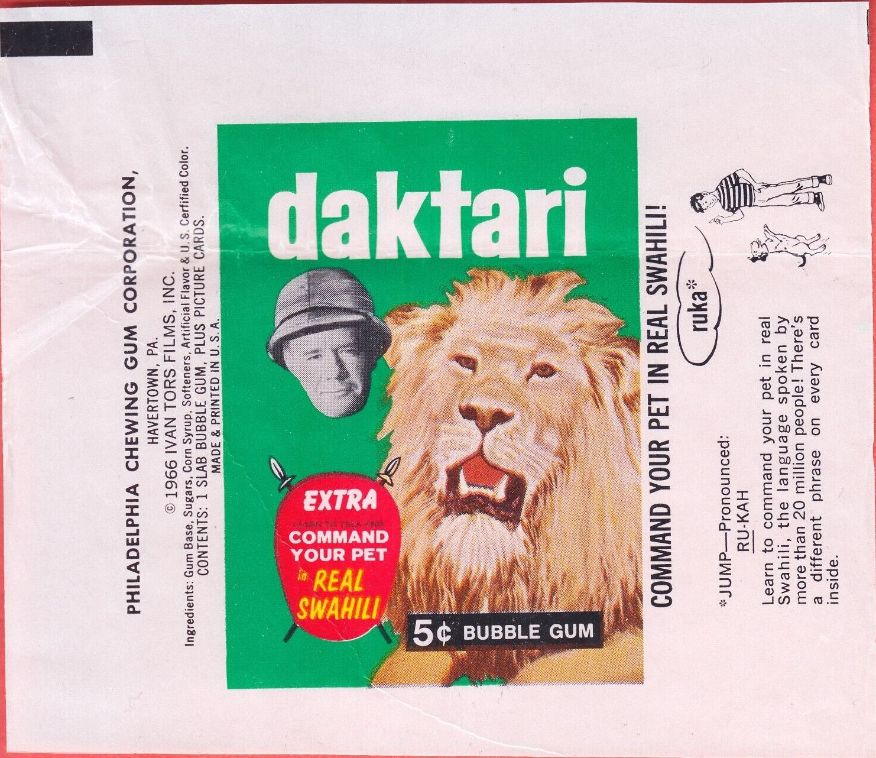 PHILADELPHIA CHEWING GUM CORPORATION,
HAVERTOWN, PA.
© 1966 IVAN TORS FILMS, INC.
Ingredients: Gum Base, Sugars, Corn Syrup, Softeners, Artificial Flavor & U. S. Certified Color.
CONTENTS: 1 SLAB BUBBLE GUM, PLUS PICTURE CARDS.
MADE & PRINTED IN U. S. A.
daktari
EXTRA
COMMAND
YOUR PET
in REAL
SWAHILI
5¢ BUBBLE GUM
COMMAND YOUR PET IN REAL SWAHILI!
ruka*
*JUMP—Pronounced:
RU-KAH
Learn to command your pet in real
Swahili, the language spoken by
more than 20 million people! There's
a different phrase on every card
inside.